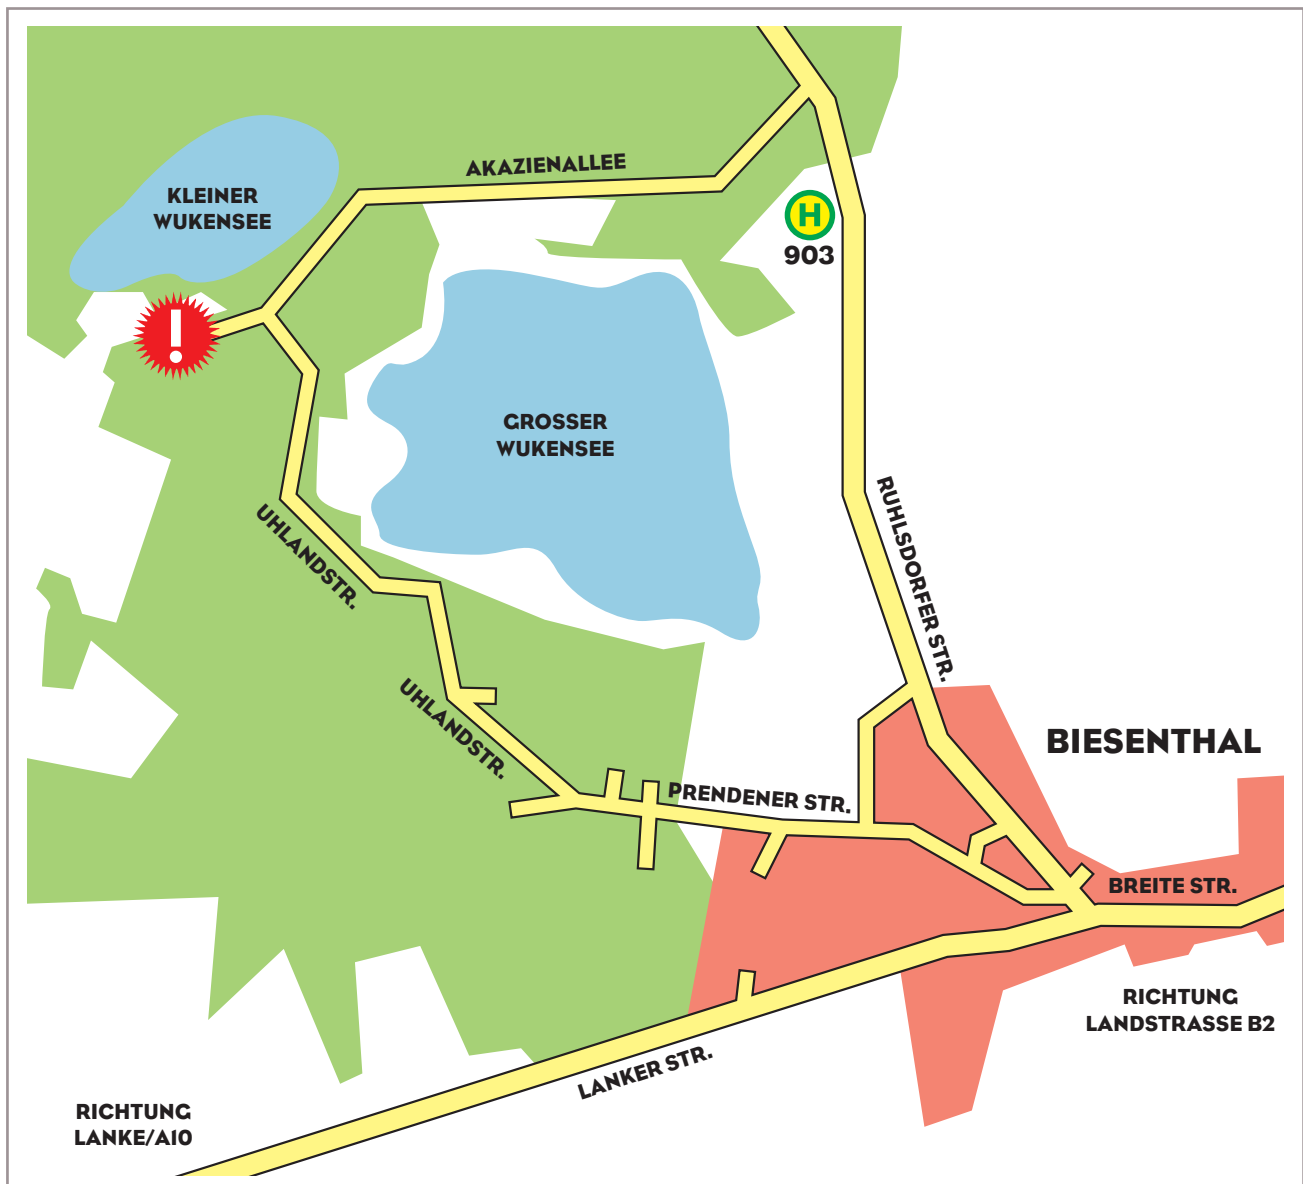 AKAZIENALLEE
KLEINER
WUKENSEE
H
903
!
GROSSER
WUKENSEE
RUHLSDORFER STR.
UHLANDSTR.
UHLANDSTR.
BIESENTHAL
PRENDENER STR.
BREITE STR.
RICHTUNG
LANDSTRASSE B2
LANKER STR.
RICHTUNG
LANKE/A10